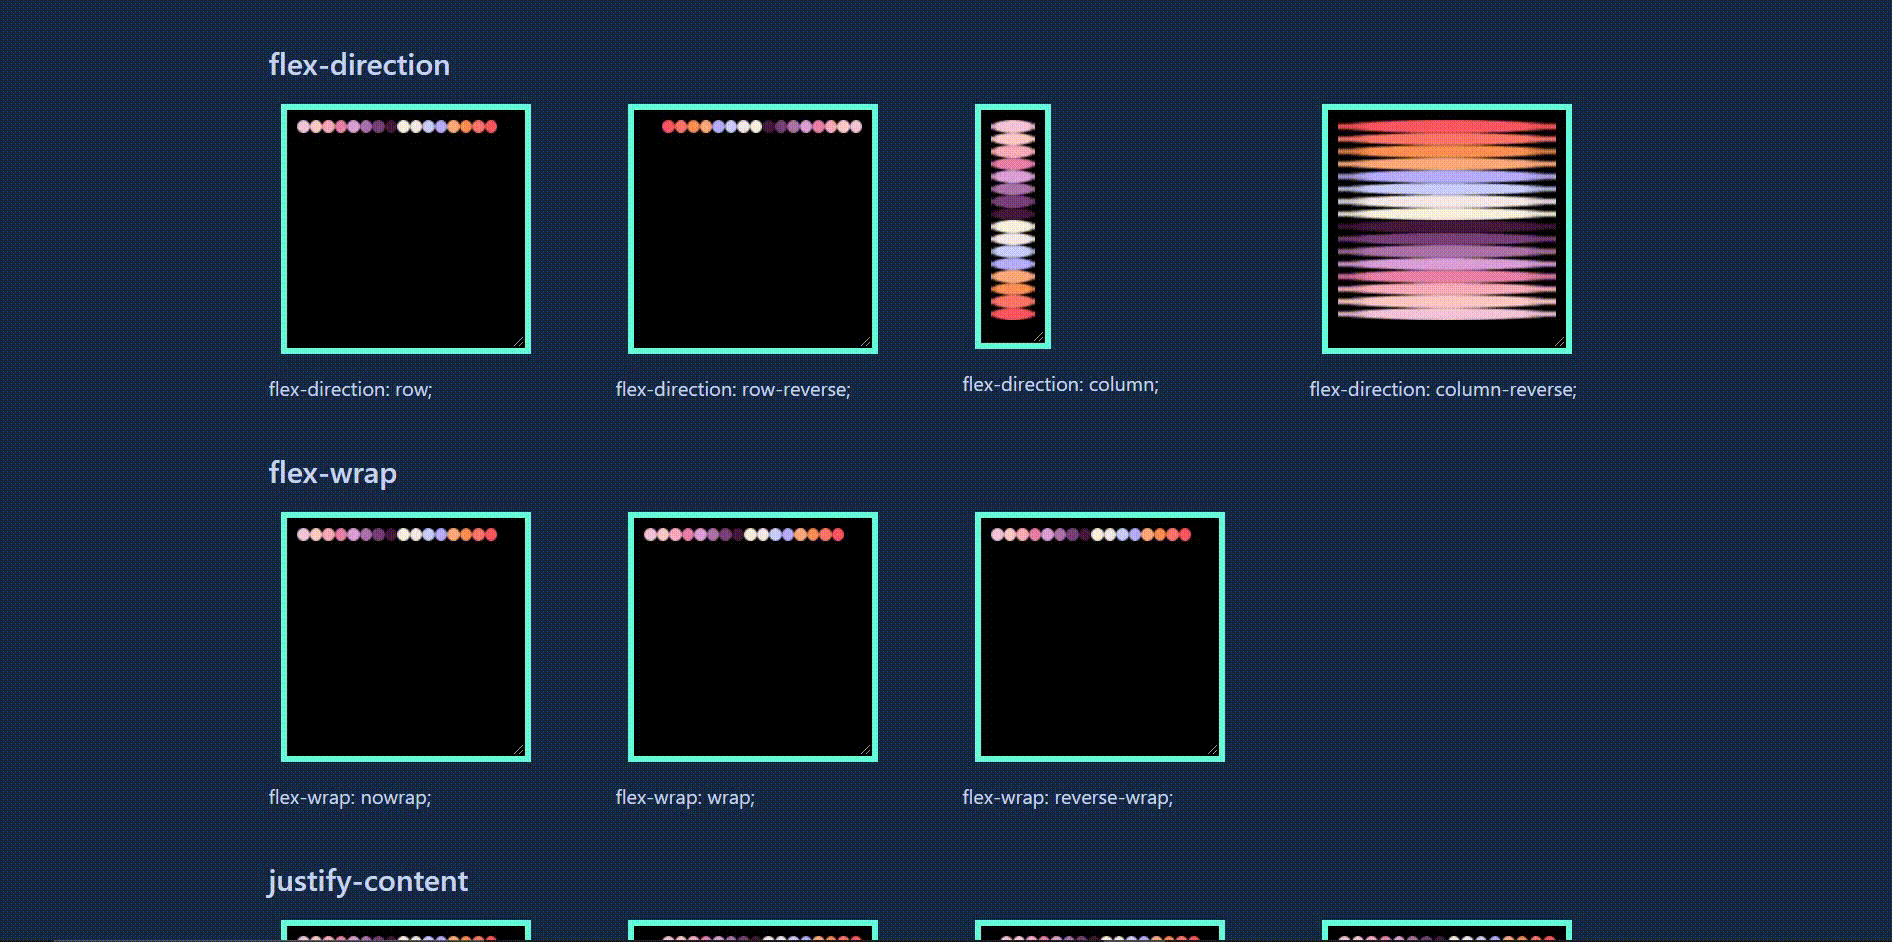 flex-direction
flex-direction: row;
flex-direction: row-reverse;
flex-direction: column;
flex-direction: column-reverse;
flex-wrap
flex-wrap: nowrap;
flex-wrap: wrap;
flex-wrap: reverse-wrap;
justify-content